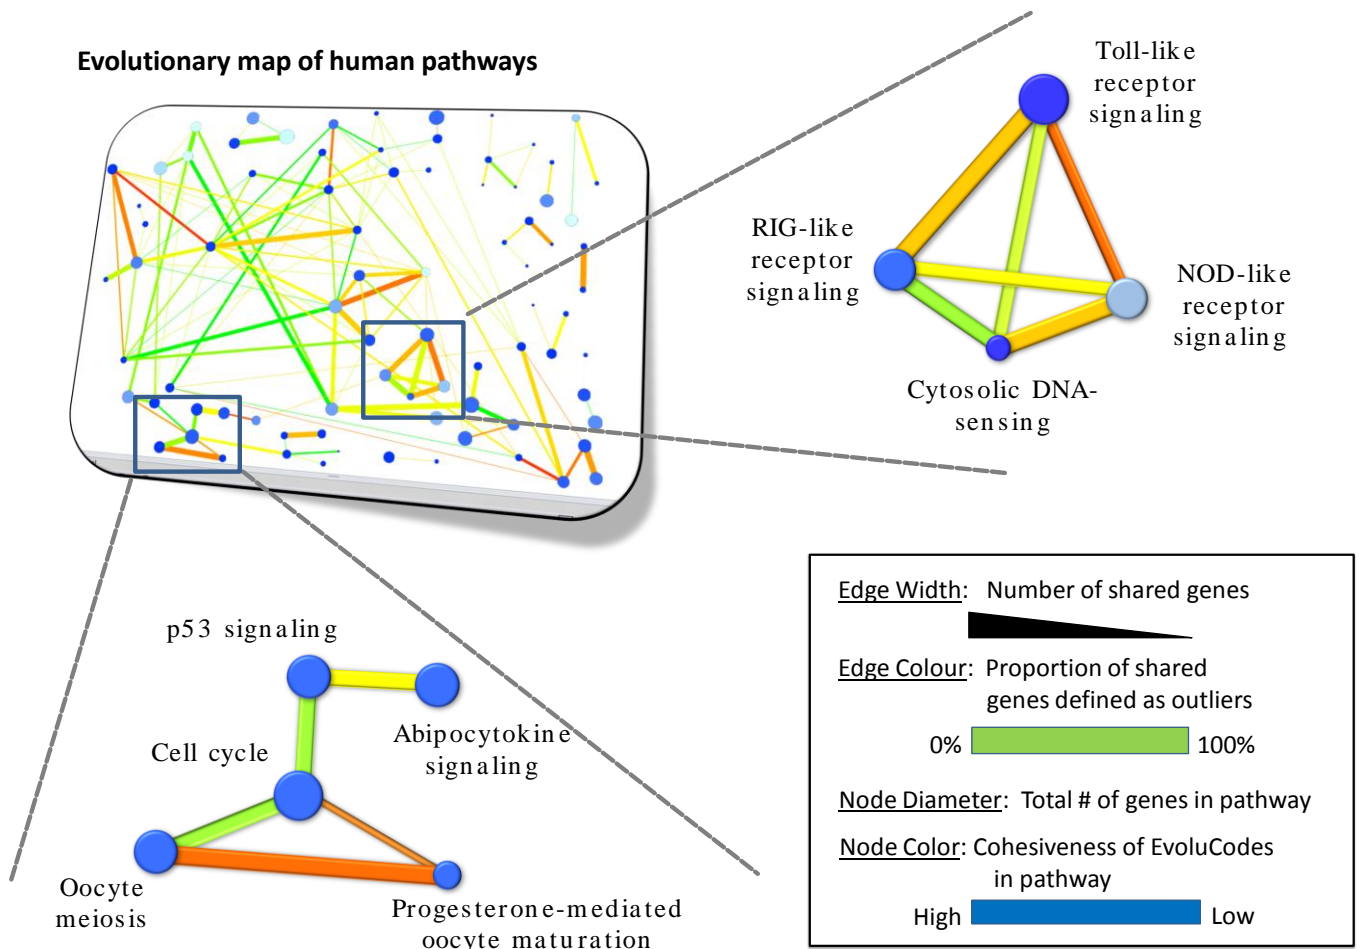 Evolutionary map of human pathways
Toll-like
receptor
signaling
RIG-like
receptor
signaling
NOD-like
receptor
signaling
Cytosolic DNA-
sensing
p53 signaling
Abipocytokine
signaling
Cell cycle
Oocyte
meiosis
Progesterone-mediated
oocyte maturation
Edge Width: Number of shared genes
Edge Colour: Proportion of shared
genes defined as outliers
0% 100%
Node Diameter: Total # of genes in pathway
Node Color: Cohesiveness of EvoluCodes
in pathway
High Low